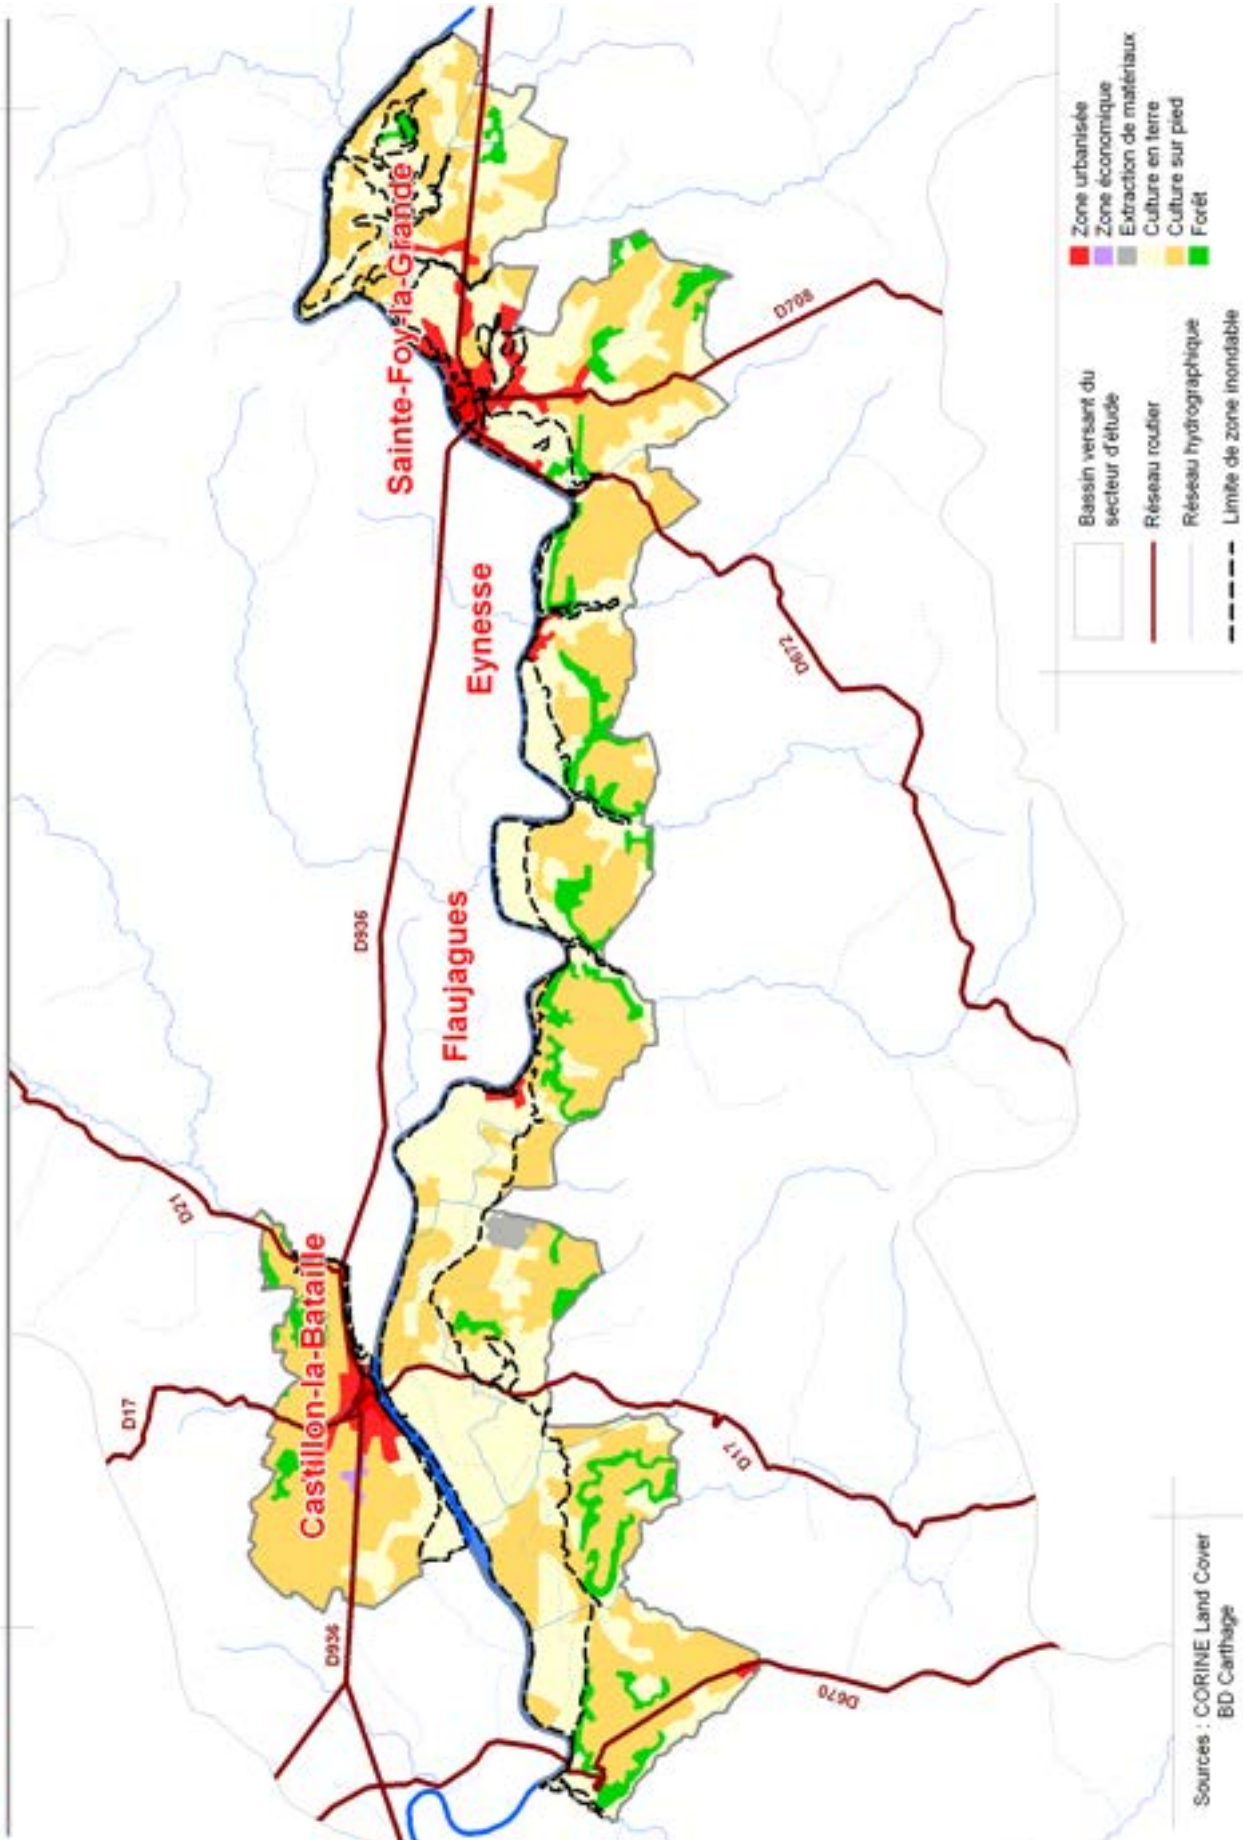 Castillon-la-Bataille
Flaujagues
Eynesse
Sainte-Foy-la-Grande
D936
D17
D21
D936
D670
D17
D672
D708
Bassin versant du
secteur d'étude
Réseau routier
Réseau hydrographique
Limite de zone inondable
Zone urbanisée
Zone économique
Extraction de matériaux
Culture en terre
Culture sur pied
Forêt
Sources : CORINE Land Cover
BD Carthage